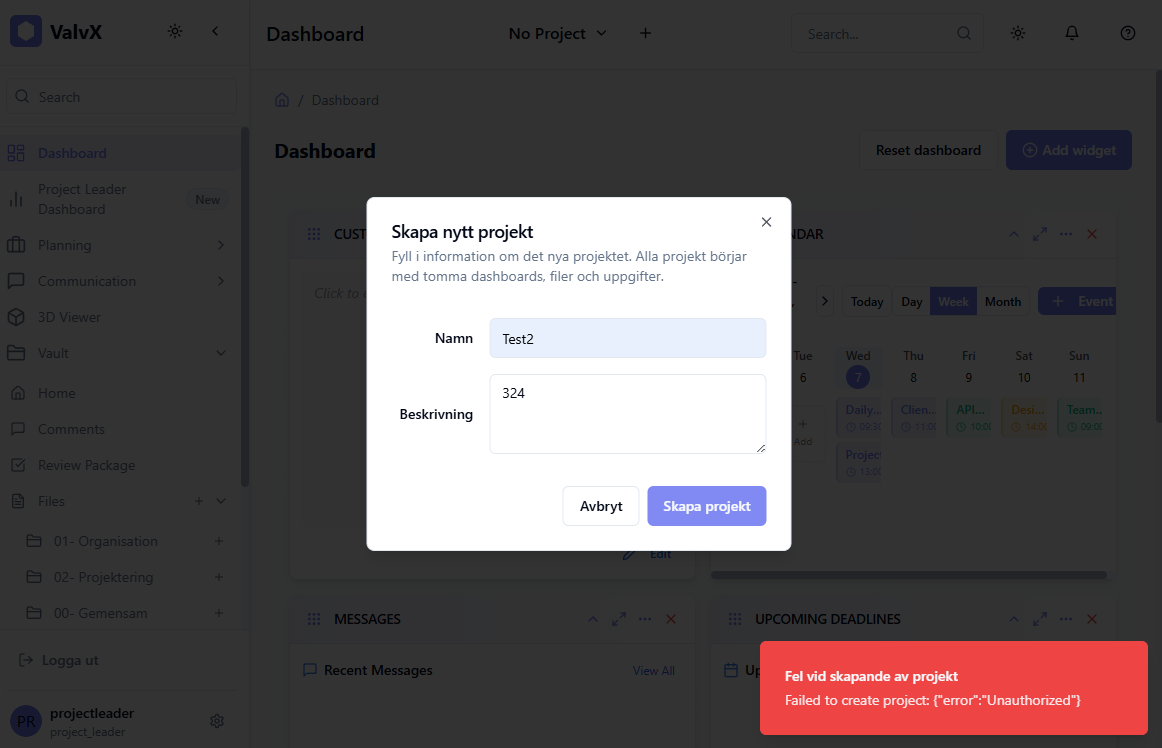 ValvX
Dashboard
No Project
Search...
Search
Dashboard
Project Leader
Dashboard
New
Planning
Communication
3D Viewer
Vault
Home
Comments
Review Package
Files
01- Organisation
02- Projektering
00- Gemensam
Logga ut
PR
projectleader
project_leader
/ Dashboard
Dashboard
Reset dashboard
Add widget
CUST
Click to
Edit
NDAR
Today
Day
Week
Month
Event
Tue
Wed
Thu
Fri
Sat
Sun
6
7
8
9
10
11
Add
Daily...
09:30
Clien...
11:00
API...
10:00
Desi...
14:00
Team...
09:00
Project
13:00
Skapa nytt projekt
Fyll i information om det nya projektet. Alla projekt börjar
med tomma dashboards, filer och uppgifter.
Namn
Test2
Beskrivning
324
Avbryt
Skapa projekt
MESSAGES
Recent Messages
View All
UPCOMING DEADLINES
Up
Fel vid skapande av projekt
Failed to create project: {"error":"Unauthorized"}